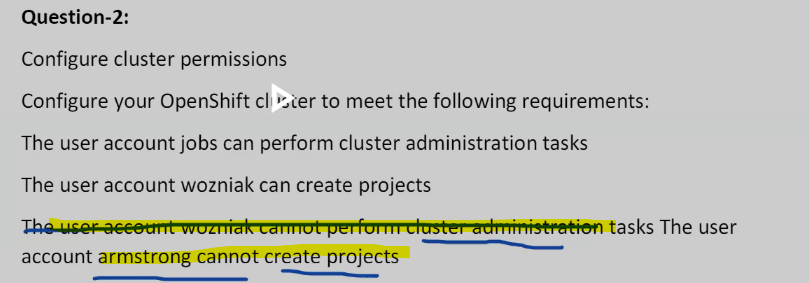 Question-2:
Configure cluster permissions
Configure your OpenShift cluster to meet the following requirements:
The user account jobs can perform cluster administration tasks
The user account wozniak can create projects
The user account wozniak cannot perform cluster administration tasks The user
account armstrong cannot create projects